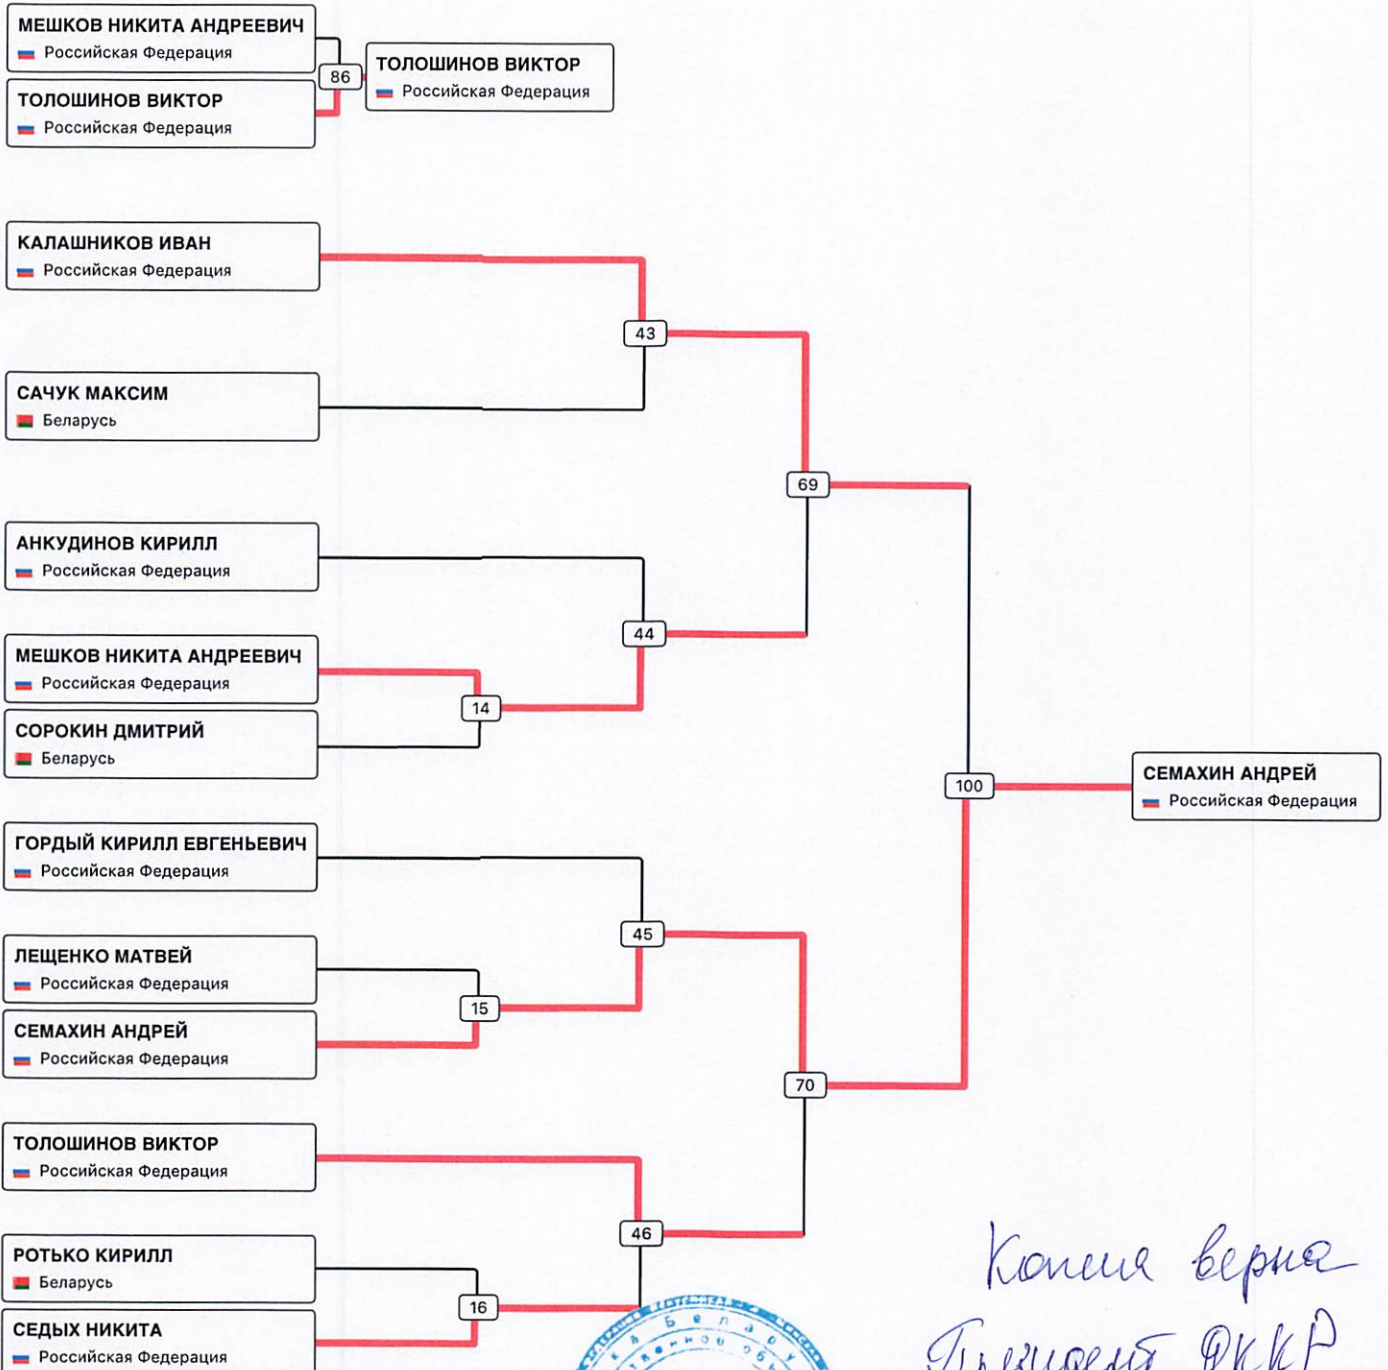 МЕШКОВ НИКИТА АНДРЕЕВИЧ
Российская Федерация
ТОЛОШИНОВ ВИКТОР
Российская Федерация
86
ТОЛОШИНОВ ВИКТОР
Российская Федерация
КАЛАШНИКОВ ИВАН
Российская Федерация
43
САЧУК МАКСИМ
Беларусь
69
АНКУДИНОВ КИРИЛЛ
Российская Федерация
44
МЕШКОВ НИКИТА АНДРЕЕВИЧ
Российская Федерация
14
СОРОКИН ДМИТРИЙ
Беларусь
100
СЕМАХИН АНДРЕЙ
Российская Федерация
ГОРДЫЙ КИРИЛЛ ЕВГЕНЬЕВИЧ
Российская Федерация
45
ЛЕЩЕНКО МАТВЕЙ
Российская Федерация
15
СЕМАХИН АНДРЕЙ
Российская Федерация
70
ТОЛОШИНОВ ВИКТОР
Российская Федерация
46
РОТЬКО КИРИЛЛ
Беларусь
16
СЕДЫХ НИКИТА
Российская Федерация
Копия верна
Президент ФККР